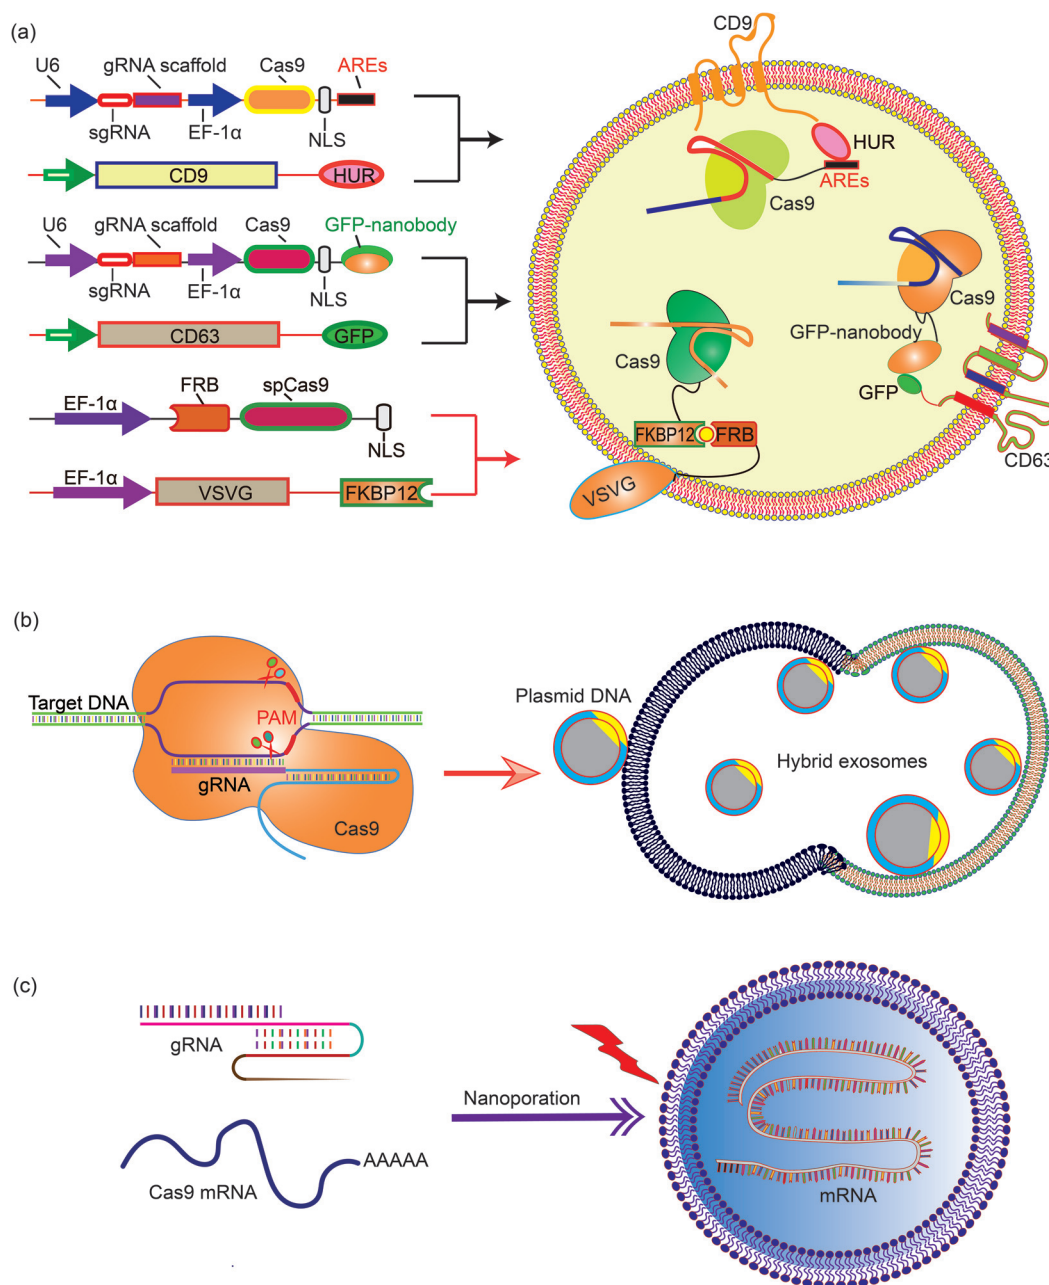 (a)
U6
gRNA scaffold
Cas9
AREs
sgRNA
EF-1α
NLS
CD9
HUR
U6
gRNA scaffold
Cas9
GFP-nanobody
sgRNA
EF-1α
NLS
CD63
GFP
EF-1α
FRB
spCas9
NLS
EF-1α
VSVG
FKBP12
CD9
HUR
AREs
Cas9
Cas9
GFP-nanobody
GFP
CD63
Cas9
FKBP12
FRB
VSVG
(b)
Target DNA
PAM
gRNA
Cas9
Plasmid DNA
Hybrid exosomes
(c)
gRNA
Cas9 mRNA
AAAAA
Nanoporation
mRNA